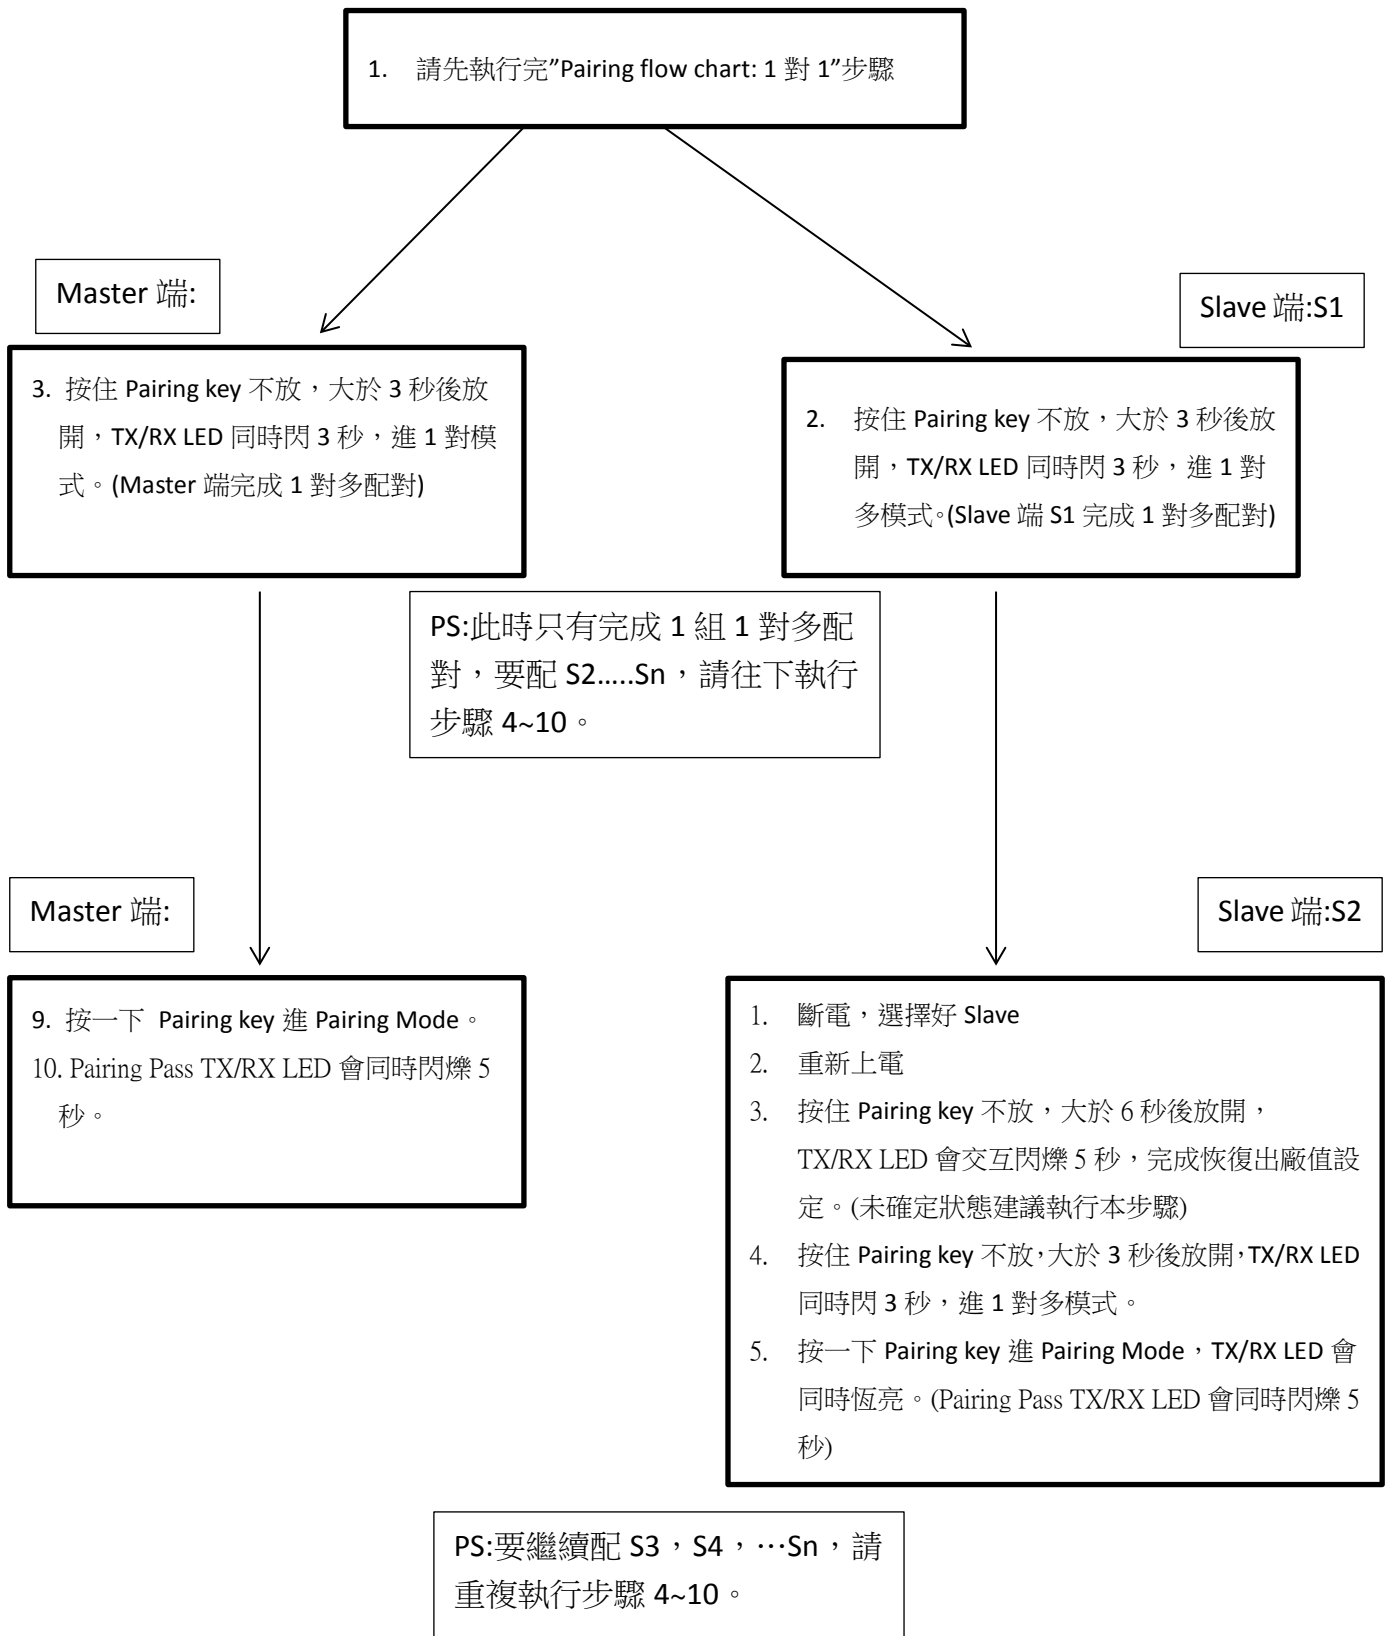 1. 請先執行完”Pairing flow chart: 1 對 1”步驟
Master 端:
Slave 端:S1
3. 按住 Pairing key 不放，大於 3 秒後放
開，TX/RX LED 同時閃 3 秒，進 1 對模
式。(Master 端完成 1 對多配對)
2. 按住 Pairing key 不放，大於 3 秒後放
開，TX/RX LED 同時閃 3 秒，進 1 對
多模式。(Slave 端 S1 完成 1 對多配對)
PS:此時只有完成 1 組 1 對多配
對，要配 S2.....Sn，請往下執行
步驟 4~10。
Master 端:
Slave 端:S2
9. 按一下 Pairing key 進 Pairing Mode。
10. Pairing Pass TX/RX LED 會同時閃爍 5
秒。
1. 斷電，選擇好 Slave
2. 重新上電
3. 按住 Pairing key 不放，大於 6 秒後放開，
TX/RX LED 會交互閃爍 5 秒，完成恢復出廠值設
定。(未確定狀態建議執行本步驟)
4. 按住 Pairing key 不放，大於 3 秒後放開，TX/RX LED
同時閃 3 秒，進 1 對多模式。
5. 按一下 Pairing key 進 Pairing Mode，TX/RX LED 會
同時恆亮。(Pairing Pass TX/RX LED 會同時閃爍 5
秒)
PS:要繼續配 S3，S4，…Sn，請
重複執行步驟 4~10。